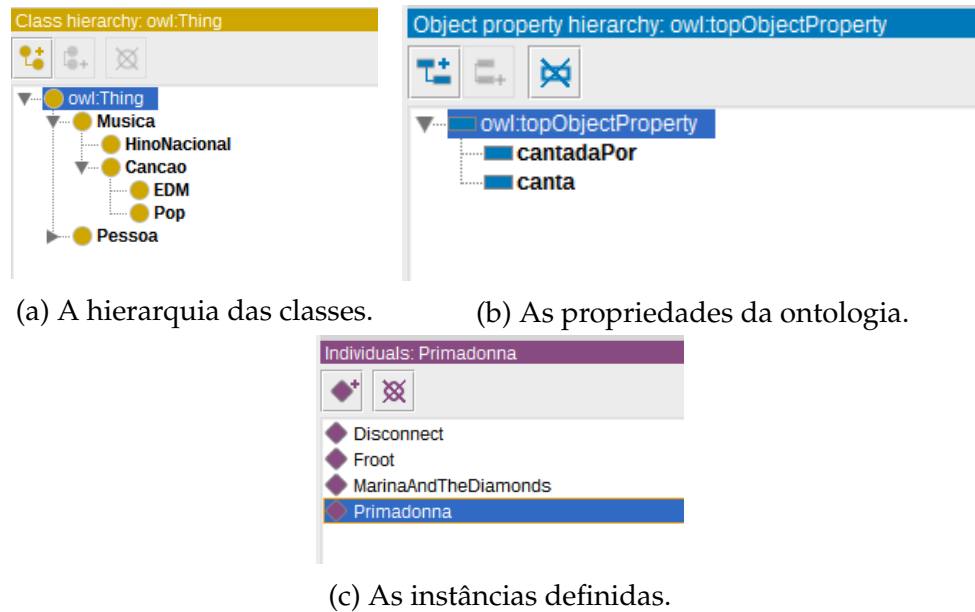 Class hierarchy: owl:Thing
owl:Thing
Musica
HinoNacional
Cancao
EDM
Pop
Pessoa
(a) A hierarquia das classes.
Object property hierarchy: owl:topObjectProperty
owl:topObjectProperty
cantadaPor
canta
(b) As propriedades da ontologia.
Individuals: Primadonna
Disconnect
Froot
MarinaAndTheDiamonds
Primadonna
(c) As instâncias definidas.